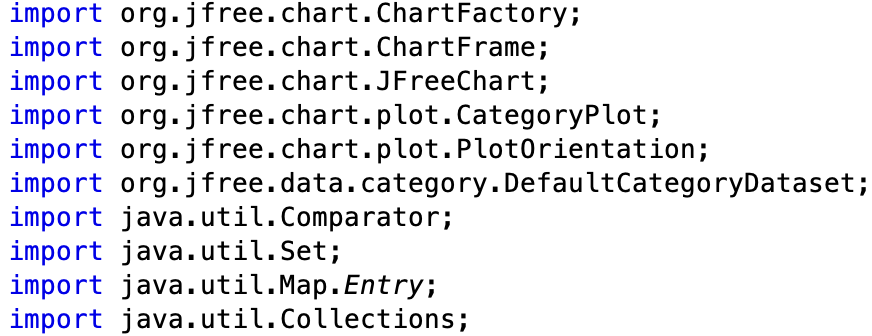 import org.jfree.chart.ChartFactory;
import org.jfree.chart.ChartFrame;
import org.jfree.chart.JFreeChart;
import org.jfree.chart.plot.CategoryPlot;
import org.jfree.chart.plot.PlotOrientation;
import org.jfree.data.category.DefaultCategoryDataset;
import java.util.Comparator;
import java.util.Set;
import java.util.Map.Entry;
import java.util.Collections;